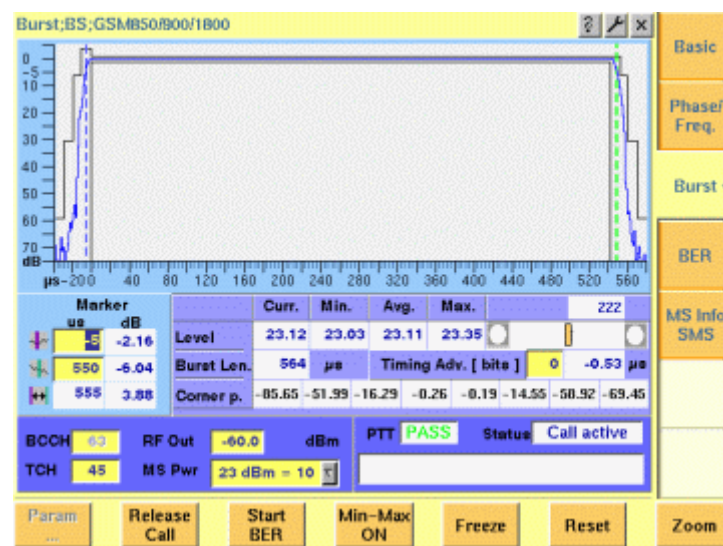 Burst;BS;GSM850/900/1800 ? ×
Basic
Phase/
Freq.
Burst
BER
MS Info
SMS
0
-5
10
20
30
40
50
60
70
dB
µs -20 0 40 80 120 160 200 240 280 320 360 400 440 480 520 560
Marker
us dB
-5 -2.16
550 -6.04
555 3.88
Curr. Min. Avg. Max. 222
Level 23.12 23.03 23.11 23.35
Burst Len. 564 µs Timing Adv. [ bits ] 0 -0.53 µs
Corner p. -85.65 -51.99 -16.29 -0.26 -0.19 -14.55 -50.92 -69.45
BCCH 63 RF Out -60.0 dBm PTT PASS Status Call active
TCH 45 MS Pwr 23 dBm = 10
Param
...
Release
Call
Start
BER
Min-Max
ON
Freeze
Reset
Zoom